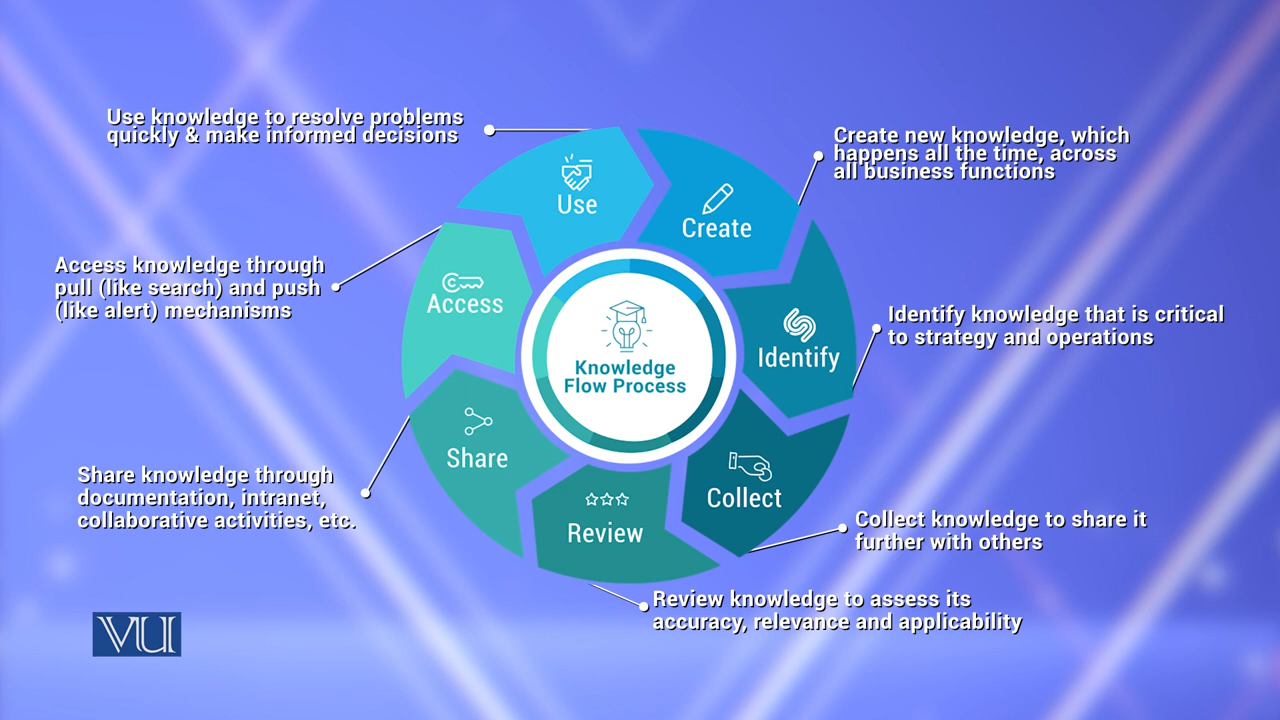 Use knowledge to resolve problems
quickly & make informed decisions
Create new knowledge, which
happens all the time, across
all business functions
Use
Create
Access knowledge through
pull (like search) and push
(like alert) mechanisms
Access
Identify knowledge that is critical
to strategy and operations
Identify
Knowledge
Flow Process
Share
Share knowledge through
documentation, intranet,
collaborative activities, etc.
Collect
Collect knowledge to share it
further with others
Review
Review knowledge to assess its
accuracy, relevance and applicability
VU